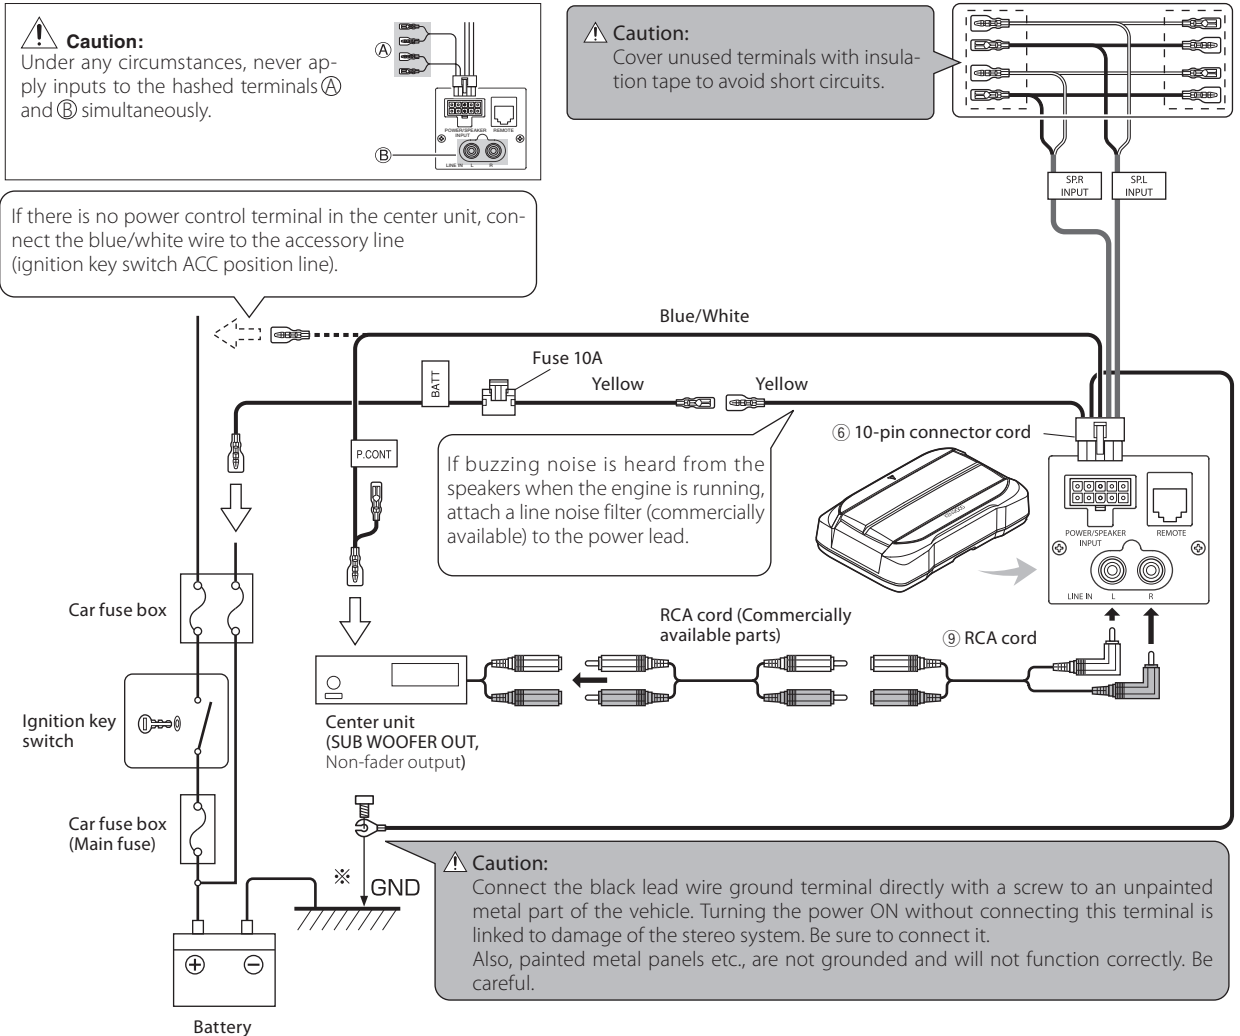 Caution:
Under any circumstances, never ap-
ply inputs to the hashed terminals Ⓐ
and Ⓑ simultaneously.
Ⓐ
POWER/SPEAKER
INPUT
REMOTE
Ⓑ
LINE IN L R
Caution:
Cover unused terminals with insula-
tion tape to avoid short circuits.
SP.R
INPUT
SP.L
INPUT
If there is no power control terminal in the center unit, con-
nect the blue/white wire to the accessory line
(ignition key switch ACC position line).
Blue/White
BATT
Fuse 10A
Yellow
Yellow
P.CONT
If buzzing noise is heard from the
speakers when the engine is running,
attach a line noise filter (commercially
available) to the power lead.
⑥ 10-pin connector cord
POWER/SPEAKER
INPUT
REMOTE
LINE IN L R
Car fuse box
RCA cord (Commercially
available parts)
⑨ RCA cord
Ignition key
switch
Center unit
(SUB WOOFER OUT,
Non-fader output)
Car fuse box
(Main fuse)
※
GND
Caution:
Connect the black lead wire ground terminal directly with a screw to an unpainted
metal part of the vehicle. Turning the power ON without connecting this terminal is
linked to damage of the stereo system. Be sure to connect it.
Also, painted metal panels etc., are not grounded and will not function correctly. Be
careful.
⊕ ⊖
Battery